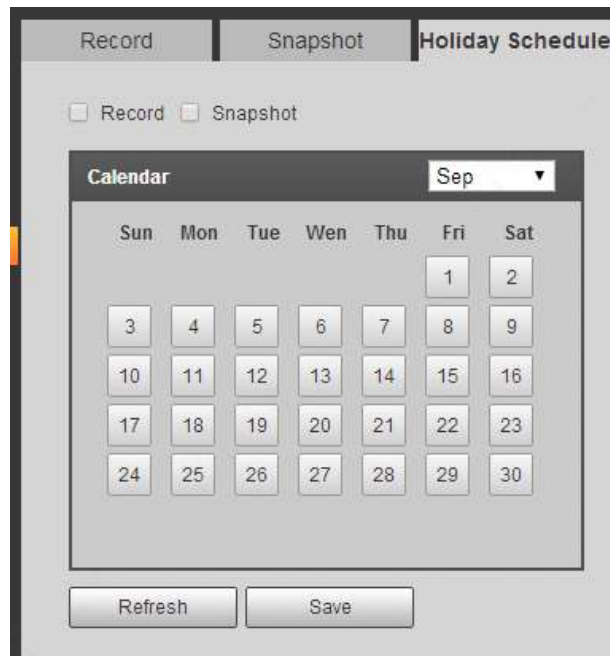 Record Snapshot Holiday Schedule
Record Snapshot
Calendar Sep
Sun Mon Tue Wen Thu Fri Sat
1 2
3 4 5 6 7 8 9
10 11 12 13 14 15 16
17 18 19 20 21 22 23
24 25 26 27 28 29 30
Refresh Save